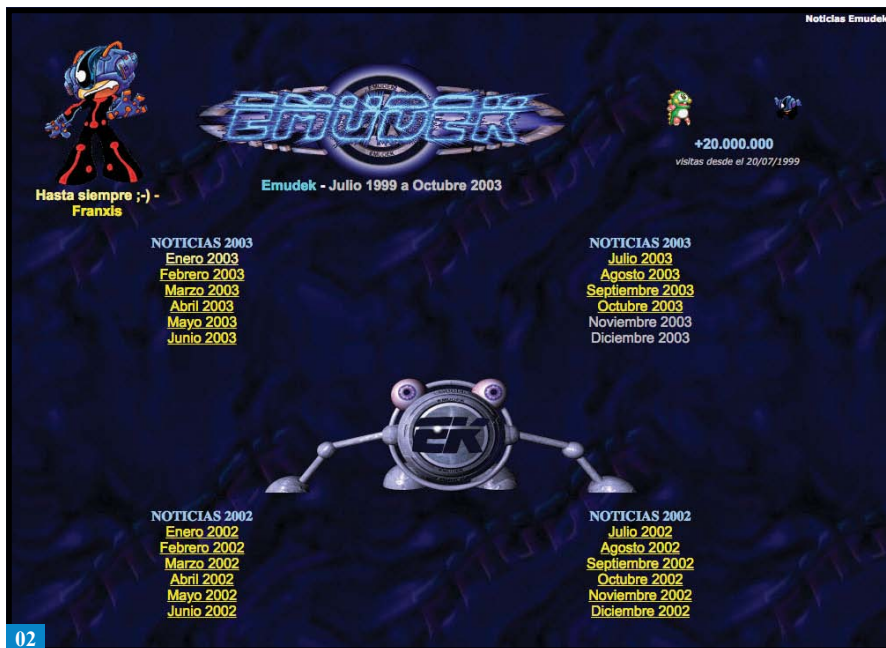 Noticias Emudek
EMUDEK
EMUDEK
EMUDEK
+20.000.000
visitas desde el 20/07/1999
Emudek - Julio 1999 a Octubre 2003
Hasta siempre ;-) -
Franxis
NOTICIAS 2003
Enero 2003
Febrero 2003
Marzo 2003
Abril 2003
Mayo 2003
Junio 2003
NOTICIAS 2003
Julio 2003
Agosto 2003
Septiembre 2003
Octubre 2003
Noviembre 2003
Diciembre 2003
EK
NOTICIAS 2002
Enero 2002
Febrero 2002
Marzo 2002
Abril 2002
Mayo 2002
Junio 2002
NOTICIAS 2002
Julio 2002
Agosto 2002
Septiembre 2002
Octubre 2002
Noviembre 2002
Diciembre 2002
02